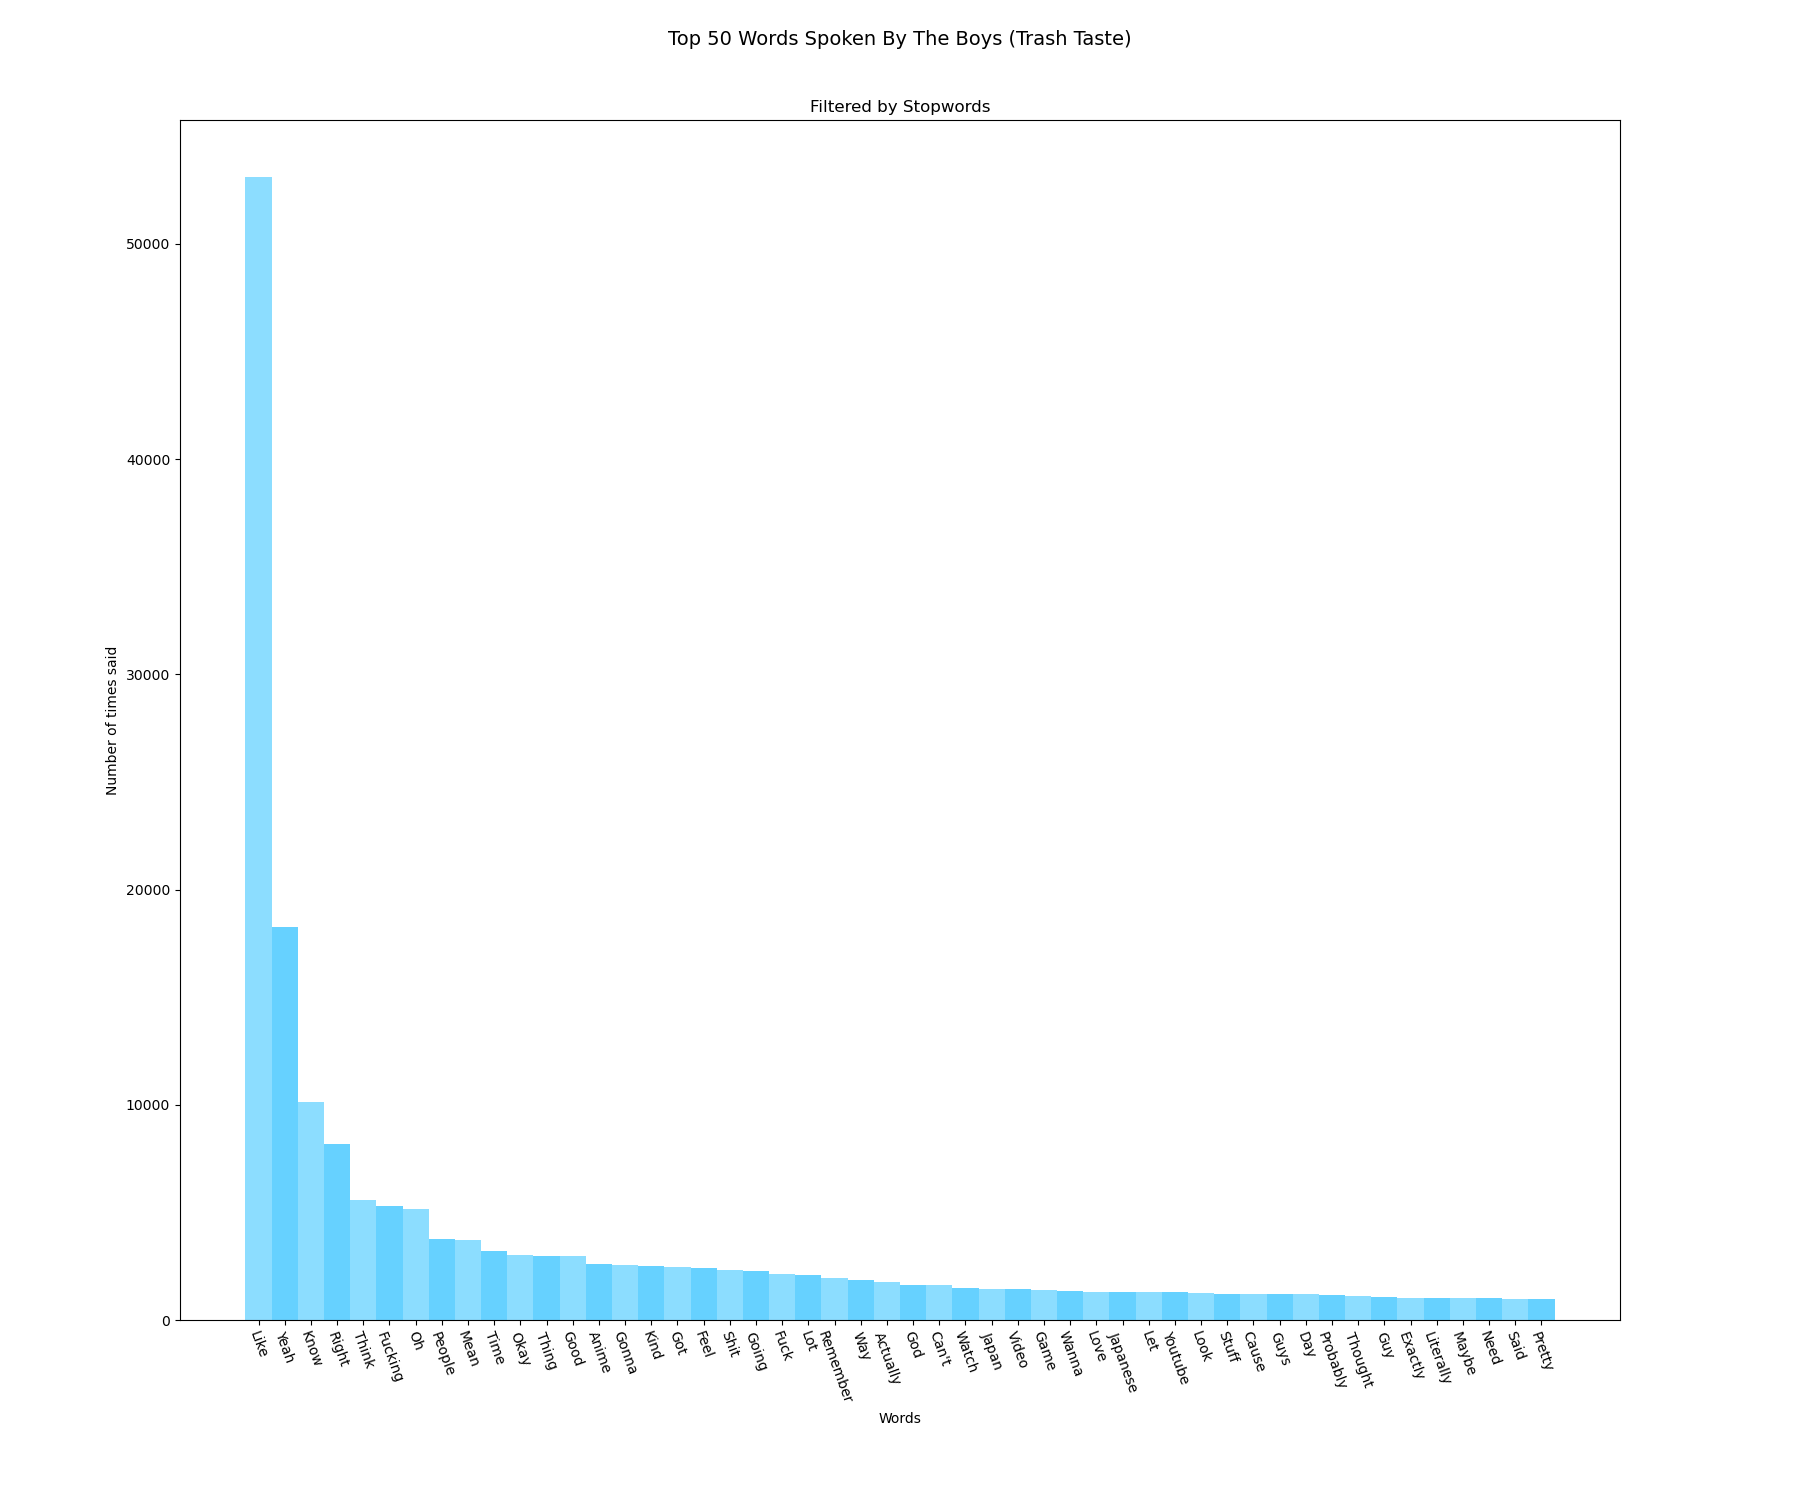 Top 50 Words Spoken By The Boys (Trash Taste)
Filtered by Stopwords
Number of times said
50000
40000
30000
20000
10000
0
Like
Yeah
Know
Right
Think
Fucking
Oh
People
Mean
Time
Okay
Thing
Good
Anime
Gonna
Kind
Got
Feel
Shit
Going
Fuck
Lot
Remember
Way
Actually
God
Can't
Watch
Japan
Video
Game
Wanna
Love
Japanese
Let
Youtube
Look
Stuff
Cause
Guys
Day
Probably
Thought
Guy
Exactly
Literally
Maybe
Need
Said
Pretty
Words